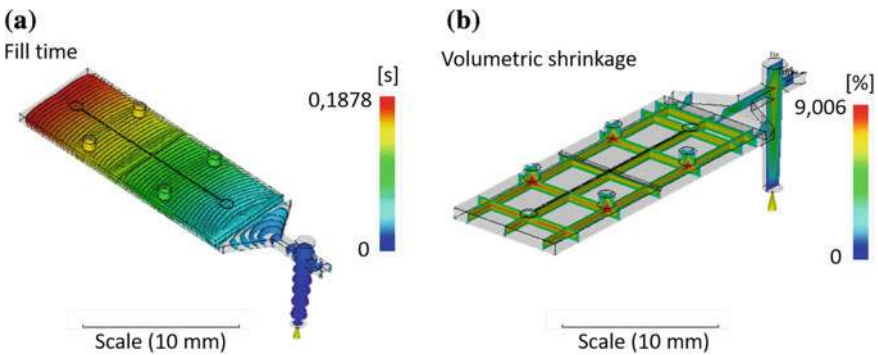 (a)
Fill time
[s]
0,1878
0
Scale (10 mm)
(b)
Volumetric shrinkage
[%]
9,006
0
Scale (10 mm)